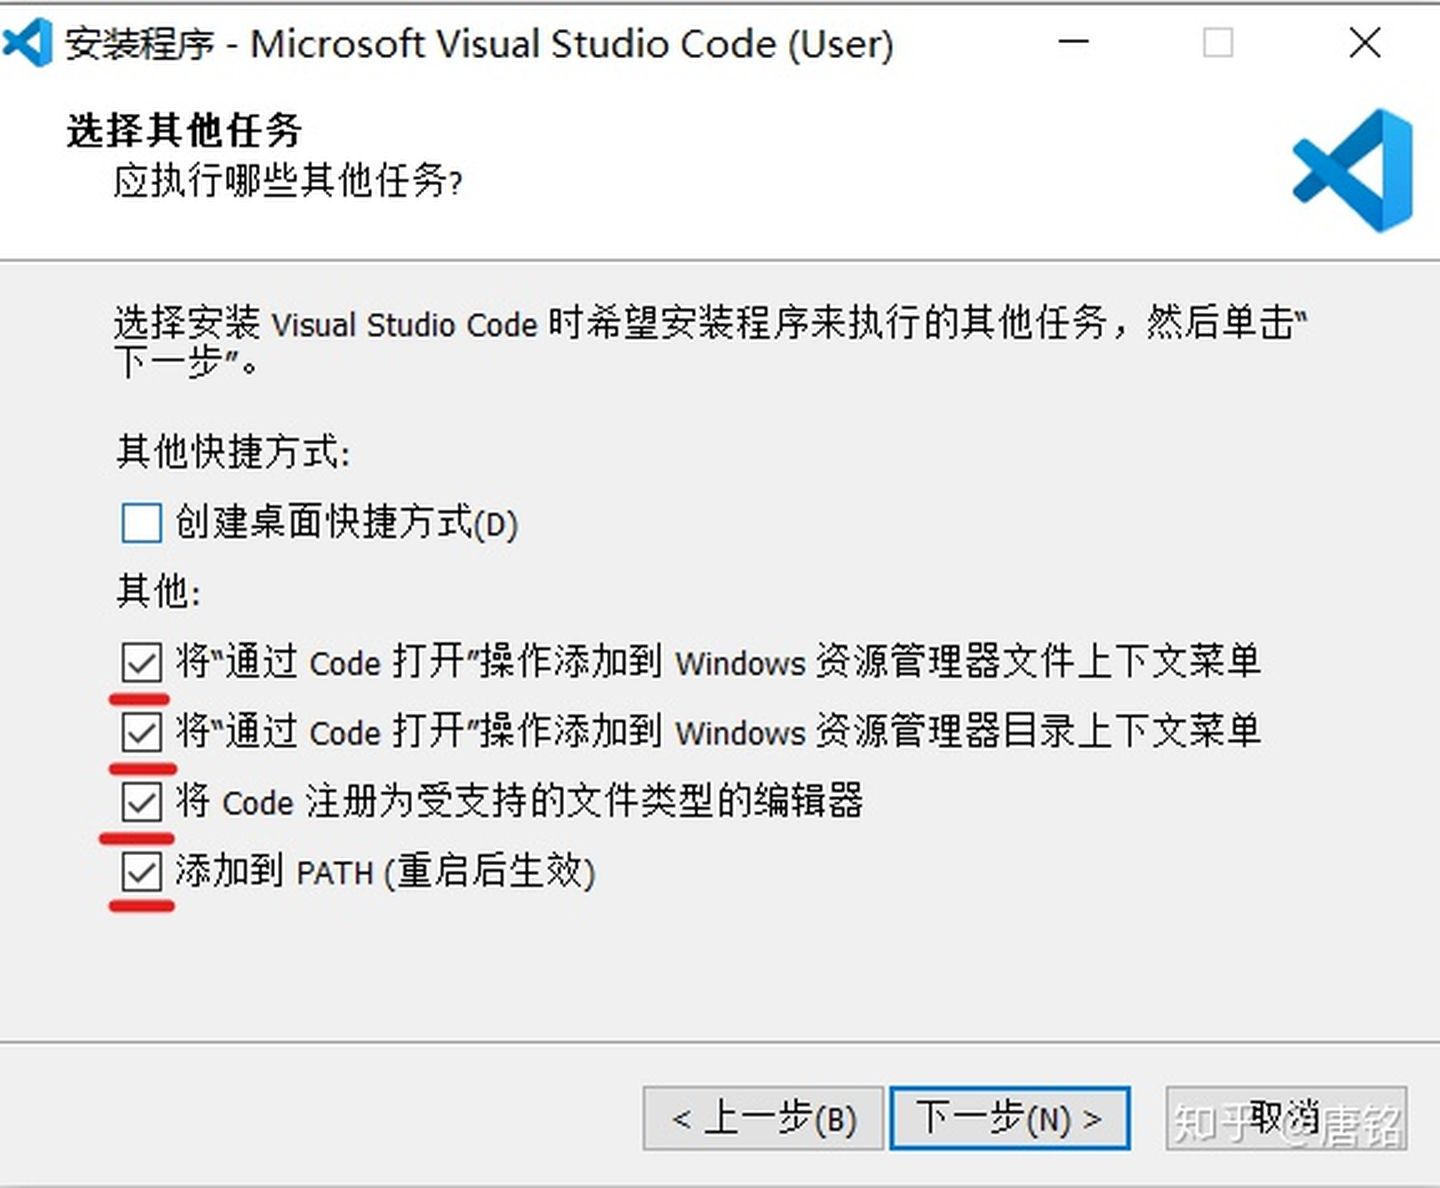 安装程序 - Microsoft Visual Studio Code (User)
选择其他任务
应执行哪些其他任务?
选择安装 Visual Studio Code 时希望安装程序来执行的其他任务，然后单击“
下一步”。
其他快捷方式:
创建桌面快捷方式(D)
其他:
将“通过 Code 打开”操作添加到 Windows 资源管理器文件上下文菜单
将“通过 Code 打开”操作添加到 Windows 资源管理器目录上下文菜单
将 Code 注册为受支持的文件类型的编辑器
添加到 PATH (重启后生效)
< 上一步(B)
下一步(N) >
取消
知乎 @唐铭